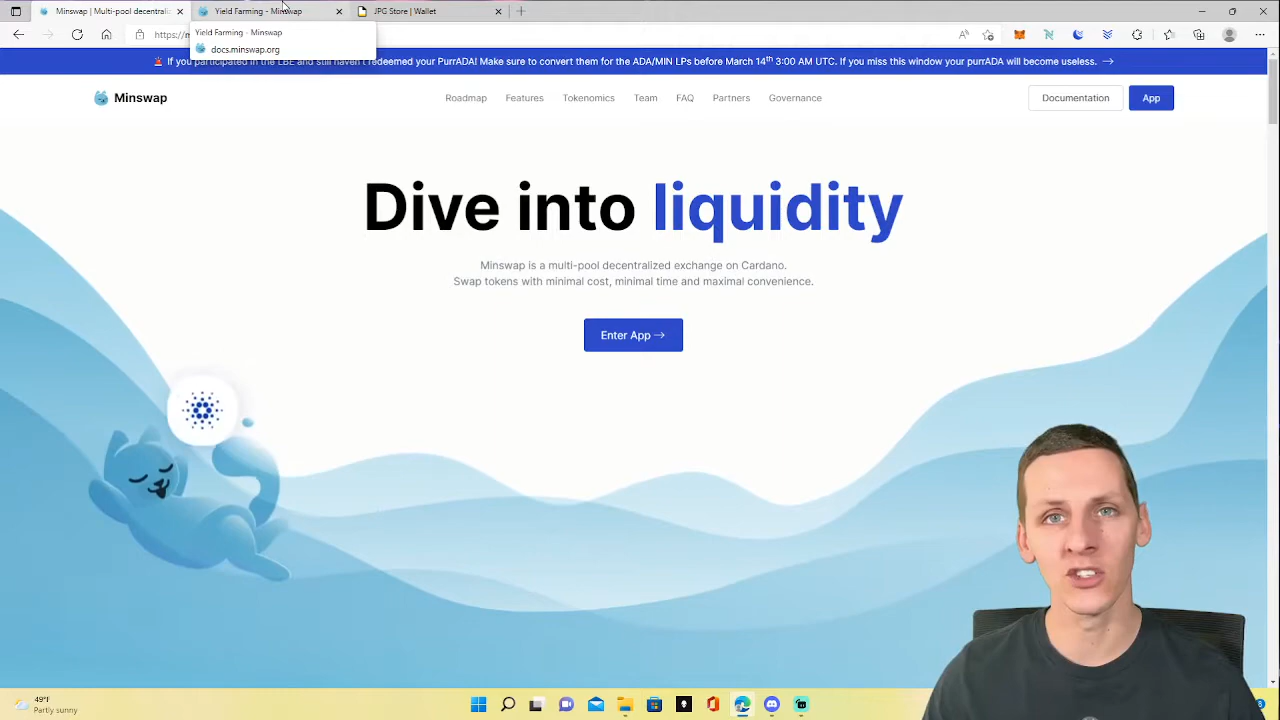 Minswap | Multi-pool decentrali
Yield Farming - Minswap
JPG Store | Wallet
Yield Farming - Minswap
docs.minswap.org
https://
🚨 If you participated in the LBE and still haven't redeemed your PurrADA! Make sure to convert them for the ADA/MIN LPs before March 14th 3:00 AM UTC. If you miss this window your purrADA will become useless. →
Minswap
Roadmap Features Tokenomics Team FAQ Partners Governance
Documentation
App
Dive into liquidity
Minswap is a multi-pool decentralized exchange on Cardano.
Swap tokens with minimal cost, minimal time and maximal convenience.
Enter App →
49°F
Partly sunny